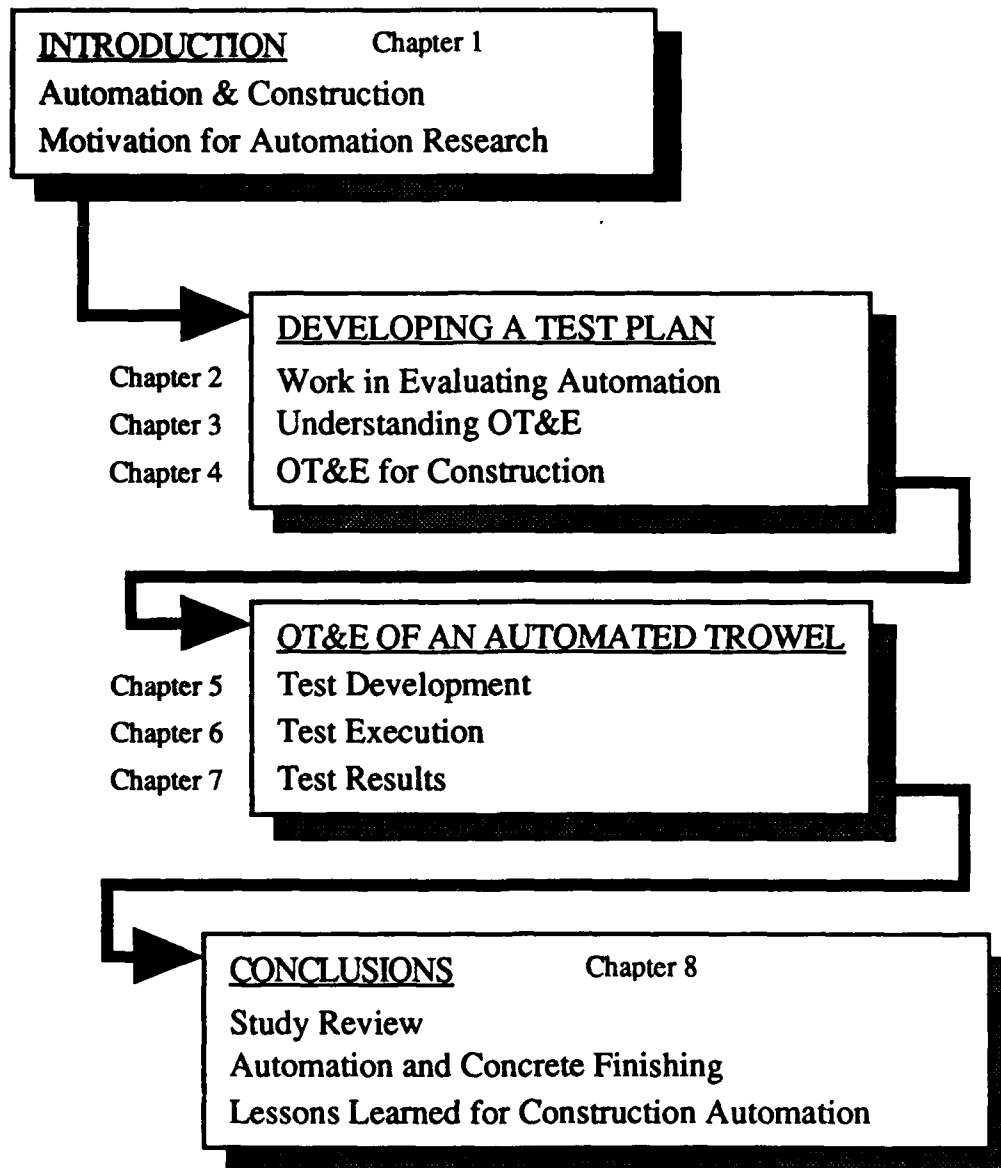 INTRODUCTION Chapter 1
Automation & Construction
Motivation for Automation Research
DEVELOPING A TEST PLAN
Chapter 2 Work in Evaluating Automation
Chapter 3 Understanding OT&E
Chapter 4 OT&E for Construction
OT&E OF AN AUTOMATED TROWEL
Chapter 5 Test Development
Chapter 6 Test Execution
Chapter 7 Test Results
CONCLUSIONS Chapter 8
Study Review
Automation and Concrete Finishing
Lessons Learned for Construction Automation